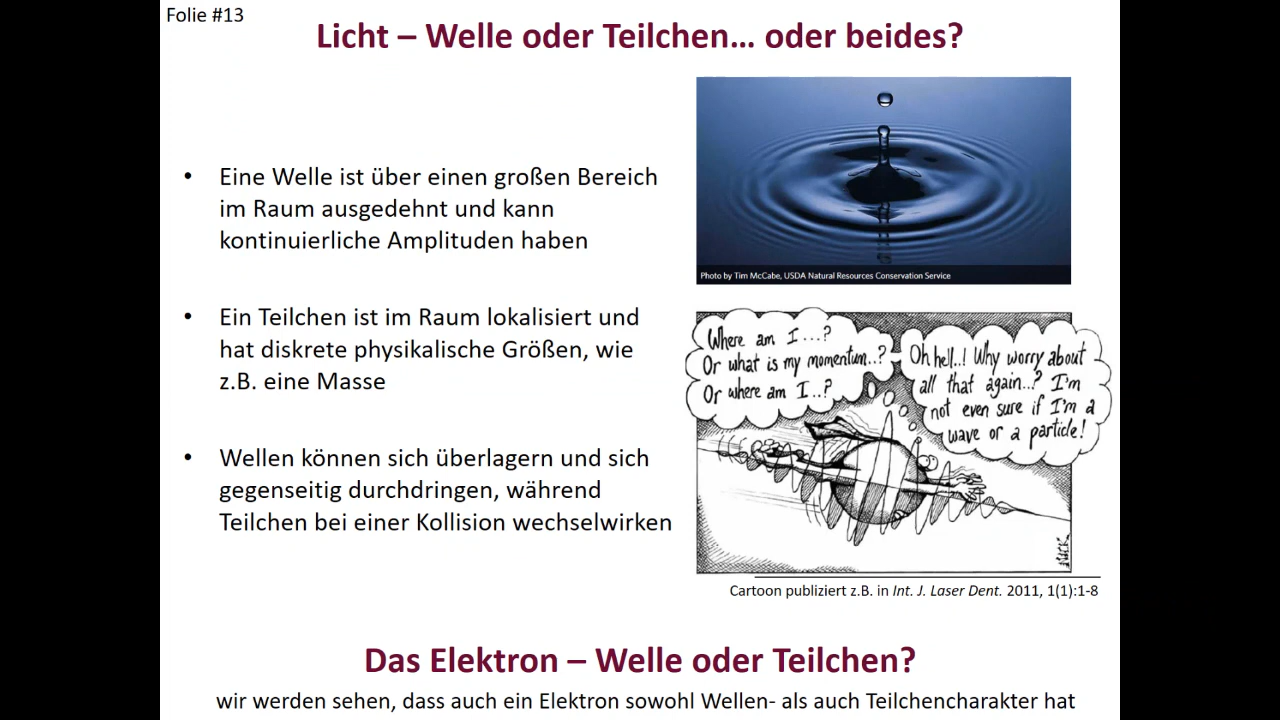 Folie #13
Licht – Welle oder Teilchen… oder beides?
• Eine Welle ist über einen großen Bereich
im Raum ausgedehnt und kann
kontinuierliche Amplituden haben
• Ein Teilchen ist im Raum lokalisiert und
hat diskrete physikalische Größen, wie
z.B. eine Masse
• Wellen können sich überlagern und sich
gegenseitig durchdringen, während
Teilchen bei einer Kollision wechselwirken
Photo by Tim McCabe, USDA Natural Resources Conservation Service
Where am I...?
Or what is my momentum..?
Or where am I..?
Oh hell..! Why worry about
all that again...? I'm
not even sure if I'm a
wave or a particle!
Cartoon publiziert z.B. in Int. J. Laser Dent. 2011, 1(1):1-8
Das Elektron – Welle oder Teilchen?
wir werden sehen, dass auch ein Elektron sowohl Wellen- als auch Teilchencharakter hat